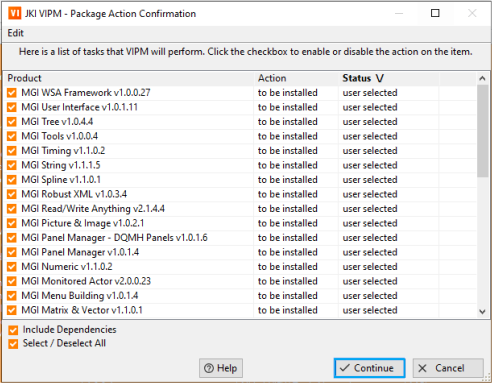 VI JKI VIPM - Package Action Confirmation
Edit
Here is a list of tasks that VIPM will perform. Click the checkbox to enable or disable the action on the item.
Product Action Status
MGI WSA Framework v1.0.0.27 to be installed user selected
MGI User Interface v1.0.1.11 to be installed user selected
MGI Tree v1.0.4.4 to be installed user selected
MGI Tools v1.0.0.4 to be installed user selected
MGI Timing v1.1.0.2 to be installed user selected
MGI String v1.1.1.5 to be installed user selected
MGI Spline v1.1.0.1 to be installed user selected
MGI Robust XML v1.0.3.4 to be installed user selected
MGI Read/Write Anything v2.1.4.4 to be installed user selected
MGI Picture & Image v1.0.2.1 to be installed user selected
MGI Panel Manager - DQMH Panels v1.0.1.6 to be installed user selected
MGI Panel Manager v1.0.1.4 to be installed user selected
MGI Numeric v1.1.0.2 to be installed user selected
MGI Monitored Actor v2.0.0.23 to be installed user selected
MGI Menu Building v1.0.1.4 to be installed user selected
MGI Matrix & Vector v1.1.0.1 to be installed user selected
Include Dependencies
Select / Deselect All
Help Continue Cancel